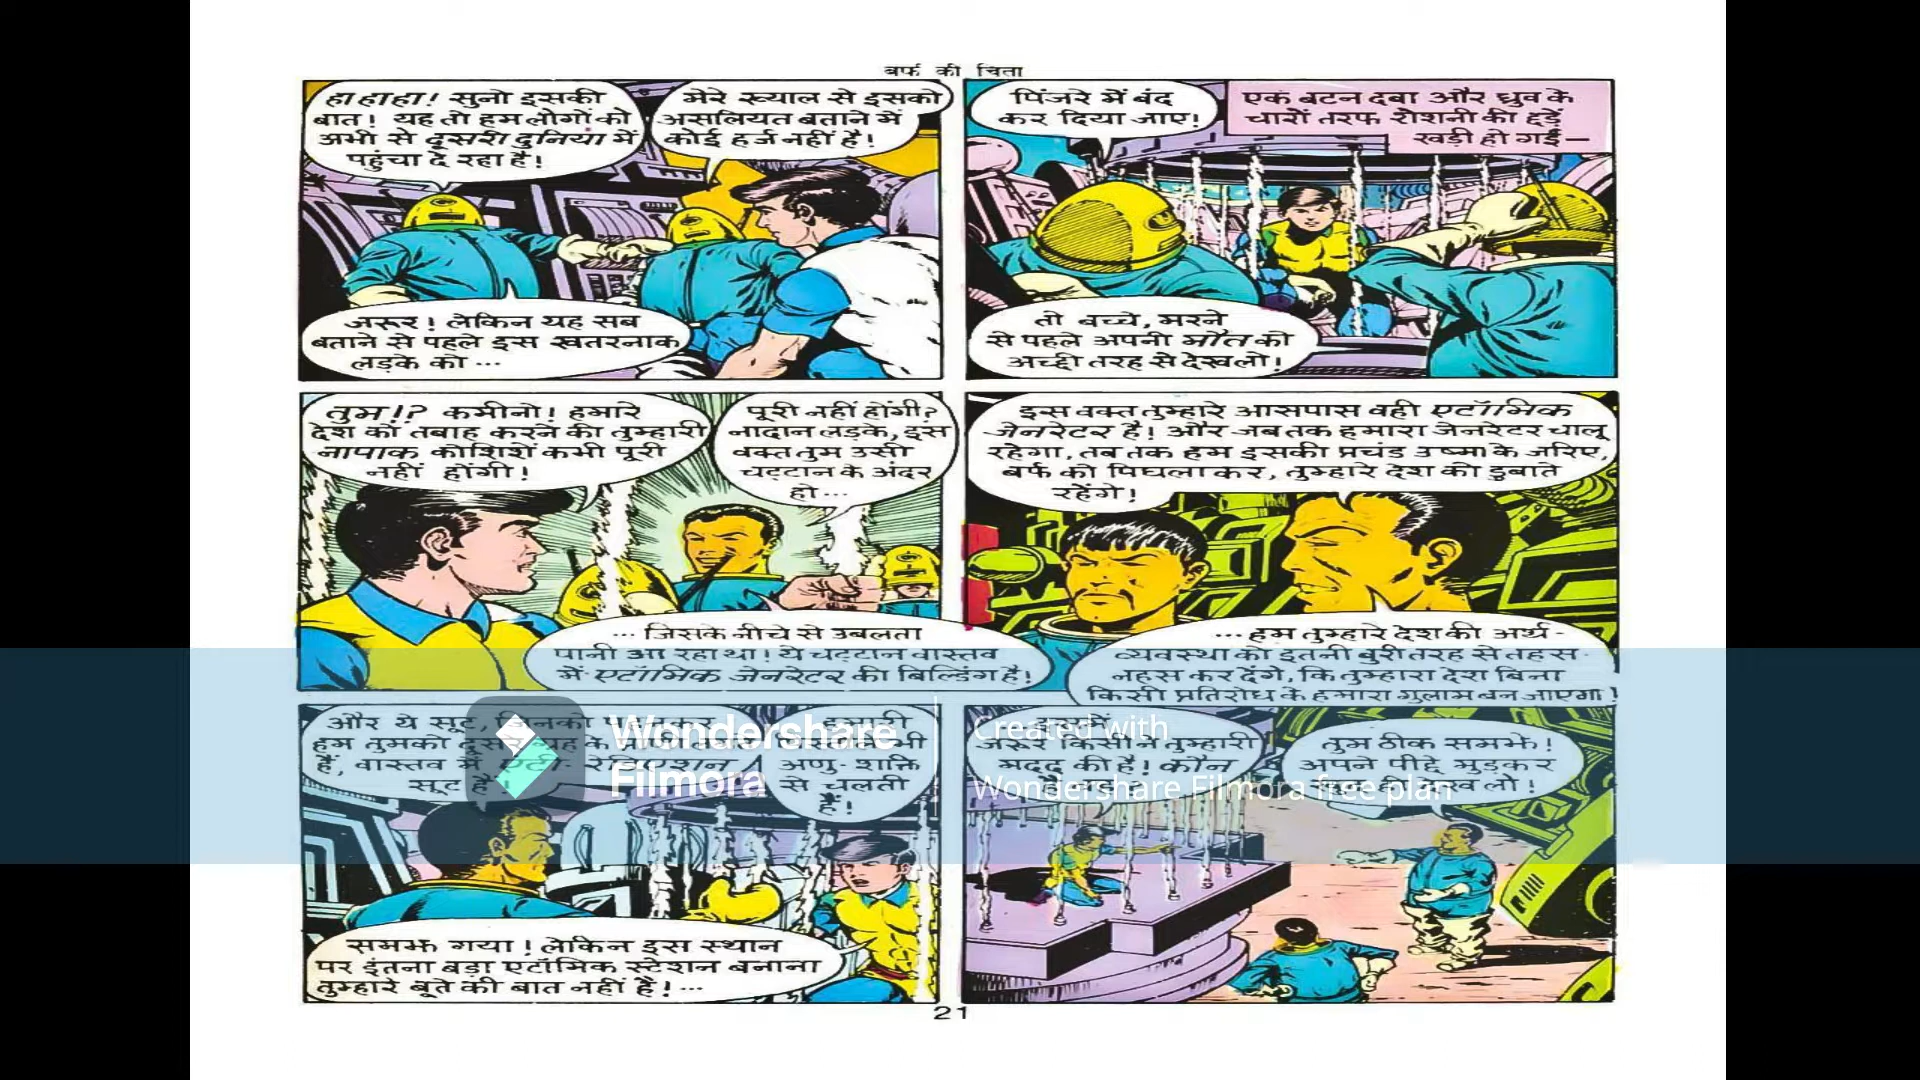 बर्फ की चिता
हा हा हा! सुनो इसकी
बात! यह तो हम लोगों को
अभी से दूसरी दुनियां में
पहुंचा दे रहा है!
मेरे ख्याल से इसको
असलियत बताने में
कोई हर्ज नहीं है!
जरूर! लेकिन यह सब
बताने से पहले इस खतरनाक
लड़के को ...
पिंजरे में बंद
कर दिया जाए!
एक बटन दबा और ध्रुव के
चारों तरफ रोशनी की छड़ें
खड़ी हो गई—
तो बच्चे, मरने
से पहले अपनी मौत को
अच्छी तरह से देख लो!
तुम!? कमीनो! हमारे
देश को तबाह करने की तुम्हारी
नापाक कोशिशें कभी पूरी
नहीं होंगी!
पूरी नहीं होंगी?
नादान लड़के, इस
वक्त तुम उसी
चट्टान के अंदर
हो ...
... जिसके नीचे से उबलता
पानी आ रहा था! ये चट्टान वास्तव
में एटॉमिक जेनरेटर की बिल्डिंग है!
इस वक्त तुम्हारे आसपास वही एटॉमिक
जेनरेटर है! और जब तक हमारा जेनरेटर चालू
रहेगा, तब तक हम इसकी प्रचंड उष्मा के जरिए,
बर्फ को पिघलाकर, तुम्हारे देश को डुबाते
रहेंगे!
... हम तुम्हारे देश की अर्थ-
व्यवस्था को इतनी बुरी तरह से तहस-
नहस कर देंगे, कि तुम्हारा देश बिना
किसी प्रतिरोध के हमारा गुलाम बन जाएगा!
और ये सूट,
हम तुमको
हैं, वास्तव में रेडिएशन
सूट हैं!
हमारी
भी
अणु-शक्ति
से चलती
हैं!
समझ गया! लेकिन इस स्थान
पर इतना बड़ा एटॉमिक स्टेशन बनाना
तुम्हारे बूते की बात नहीं है! ...
जरूर किसी ने तुम्हारी
मदद की है! कौन
तुम ठीक समझे!
अपने पीछे मुड़कर
लो!
Wondershare
Filmora
Created with
Wondershare Filmora free plan
21